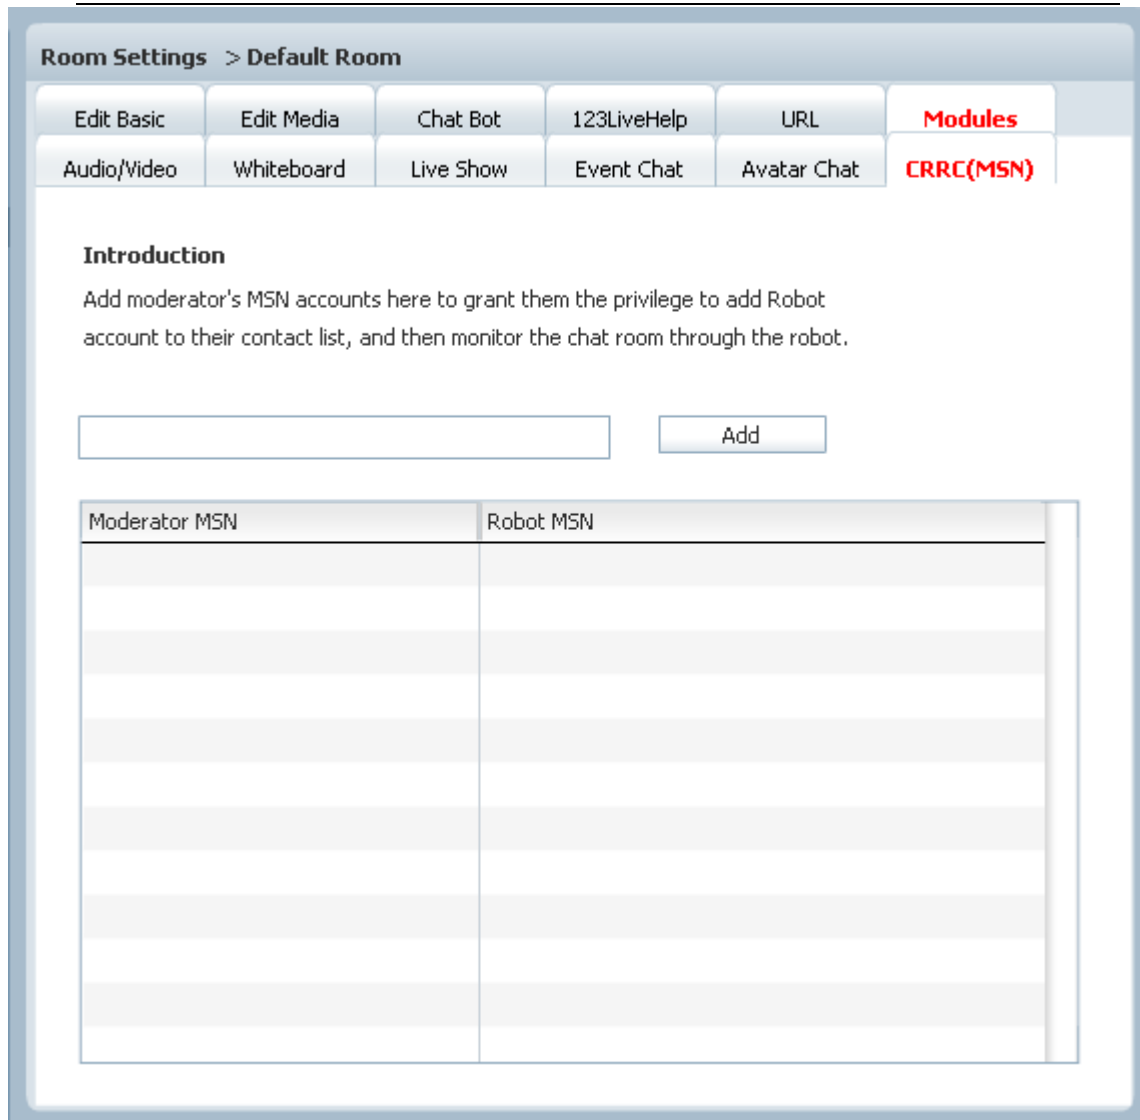 Room Settings > Default Room
Edit Basic Edit Media Chat Bot 123LiveHelp URL Modules
Audio/Video Whiteboard Live Show Event Chat Avatar Chat CRRC(MSN)
Introduction
Add moderator's MSN accounts here to grant them the privilege to add Robot
account to their contact list, and then monitor the chat room through the robot.
Add
Moderator MSN Robot MSN